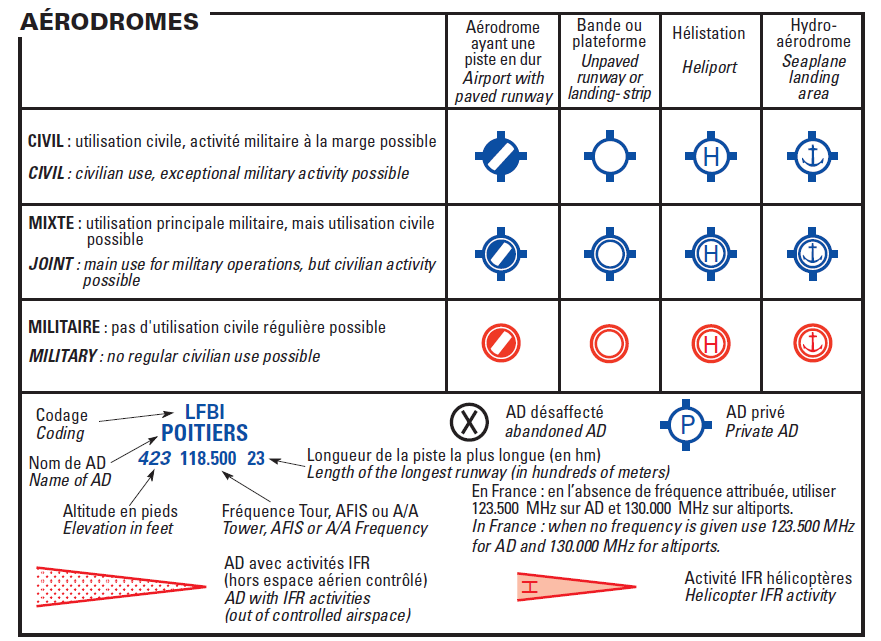 AÉRODROMES
Aérodrome
ayant une
piste en dur
Airport with
paved runway
Bande ou
plateforme
Unpaved
runway or
landing- strip
Hélistation
Heliport
Hydro-
aérodrome
Seaplane
landing
area
CIVIL : utilisation civile, activité militaire à la marge possible
CIVIL : civilian use, exceptional military activity possible
H
MIXTE : utilisation principale militaire, mais utilisation civile
possible
JOINT : main use for military operations, but civilian activity
possible
H
MILITAIRE : pas d'utilisation civile régulière possible
MILITARY : no regular civilian use possible
H
Codage
Coding
LFBI
POITIERS
423 118.500 23
Nom de AD
Name of AD
Longueur de la piste la plus longue (en hm)
Length of the longest runway (in hundreds of meters)
Altitude en pieds
Elevation in feet
Fréquence Tour, AFIS ou A/A
Tower, AFIS or A/A Frequency
X
AD désaffecté
abandoned AD
P
AD privé
Private AD
En France : en l'absence de fréquence attribuée, utiliser
123.500 MHz sur AD et 130.000 MHz sur altiports.
In France : when no frequency is given use 123.500 MHz
for AD and 130.000 MHz for altiports.
AD avec activités IFR
(hors espace aérien contrôlé)
AD with IFR activities
(out of controlled airspace)
H
Activité IFR hélicoptères
Helicopter IFR activity